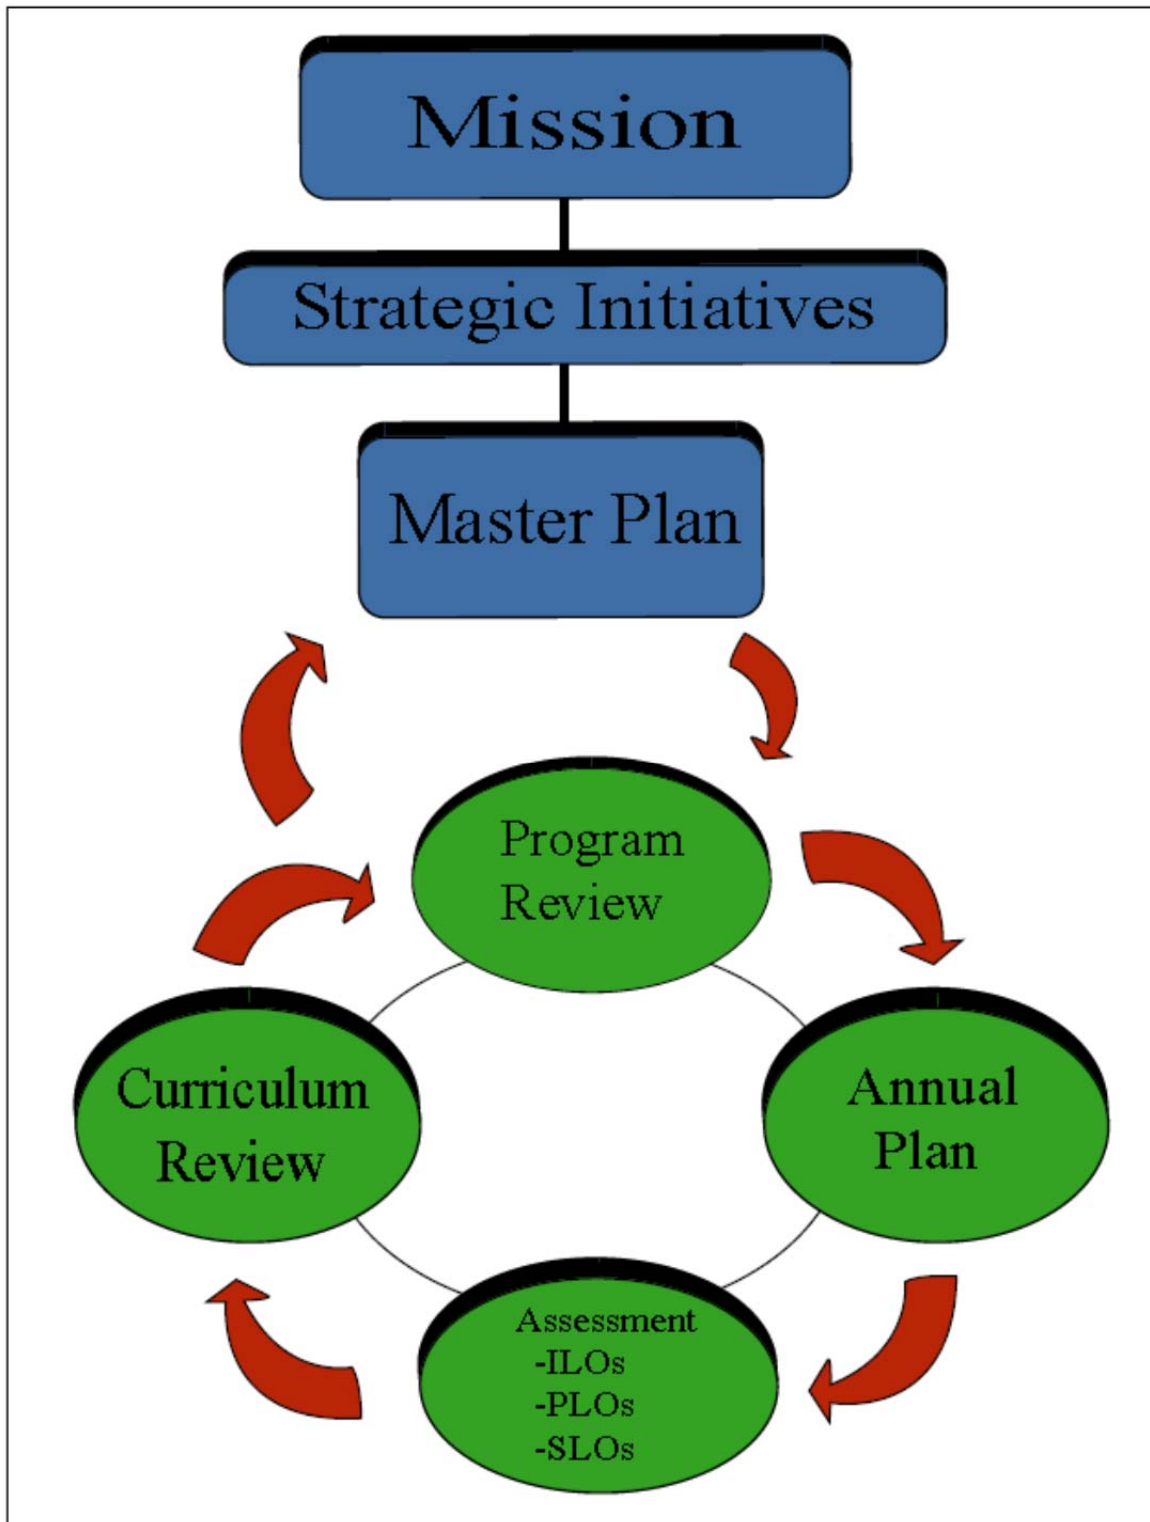 Mission
Strategic Initiatives
Master Plan
Program
Review
Curriculum
Review
Annual
Plan
Assessment
-ILOs
-PLOs
-SLOs